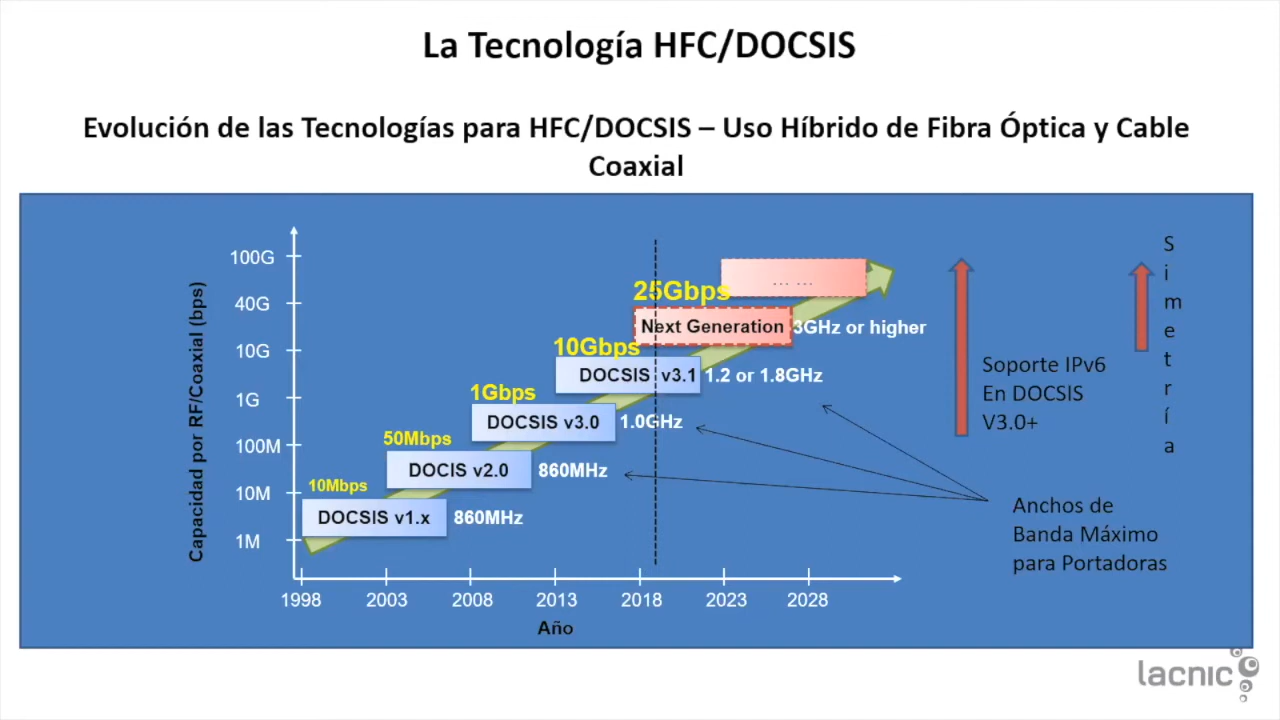 La Tecnología HFC/DOCSIS
Evolución de las Tecnologías para HFC/DOCSIS – Uso Híbrido de Fibra Óptica y Cable
Coaxial
Capacidad por RF/Coaxial (bps)
100G
40G
10G
1G
100M
10M
1M
... ...
25Gbps
Next Generation
3GHz or higher
10Gbps
DOCSIS v3.1
1.2 or 1.8GHz
1Gbps
DOCSIS v3.0
1.0GHz
50Mbps
DOCIS v2.0
860MHz
10Mbps
DOCSIS v1.x
860MHz
1998 2003 2008 2013 2018 2023 2028
Año
Soporte IPv6
En DOCSIS
V3.0+
S
i
m
e
t
r
í
a
Anchos de
Banda Máximo
para Portadoras
lacnic